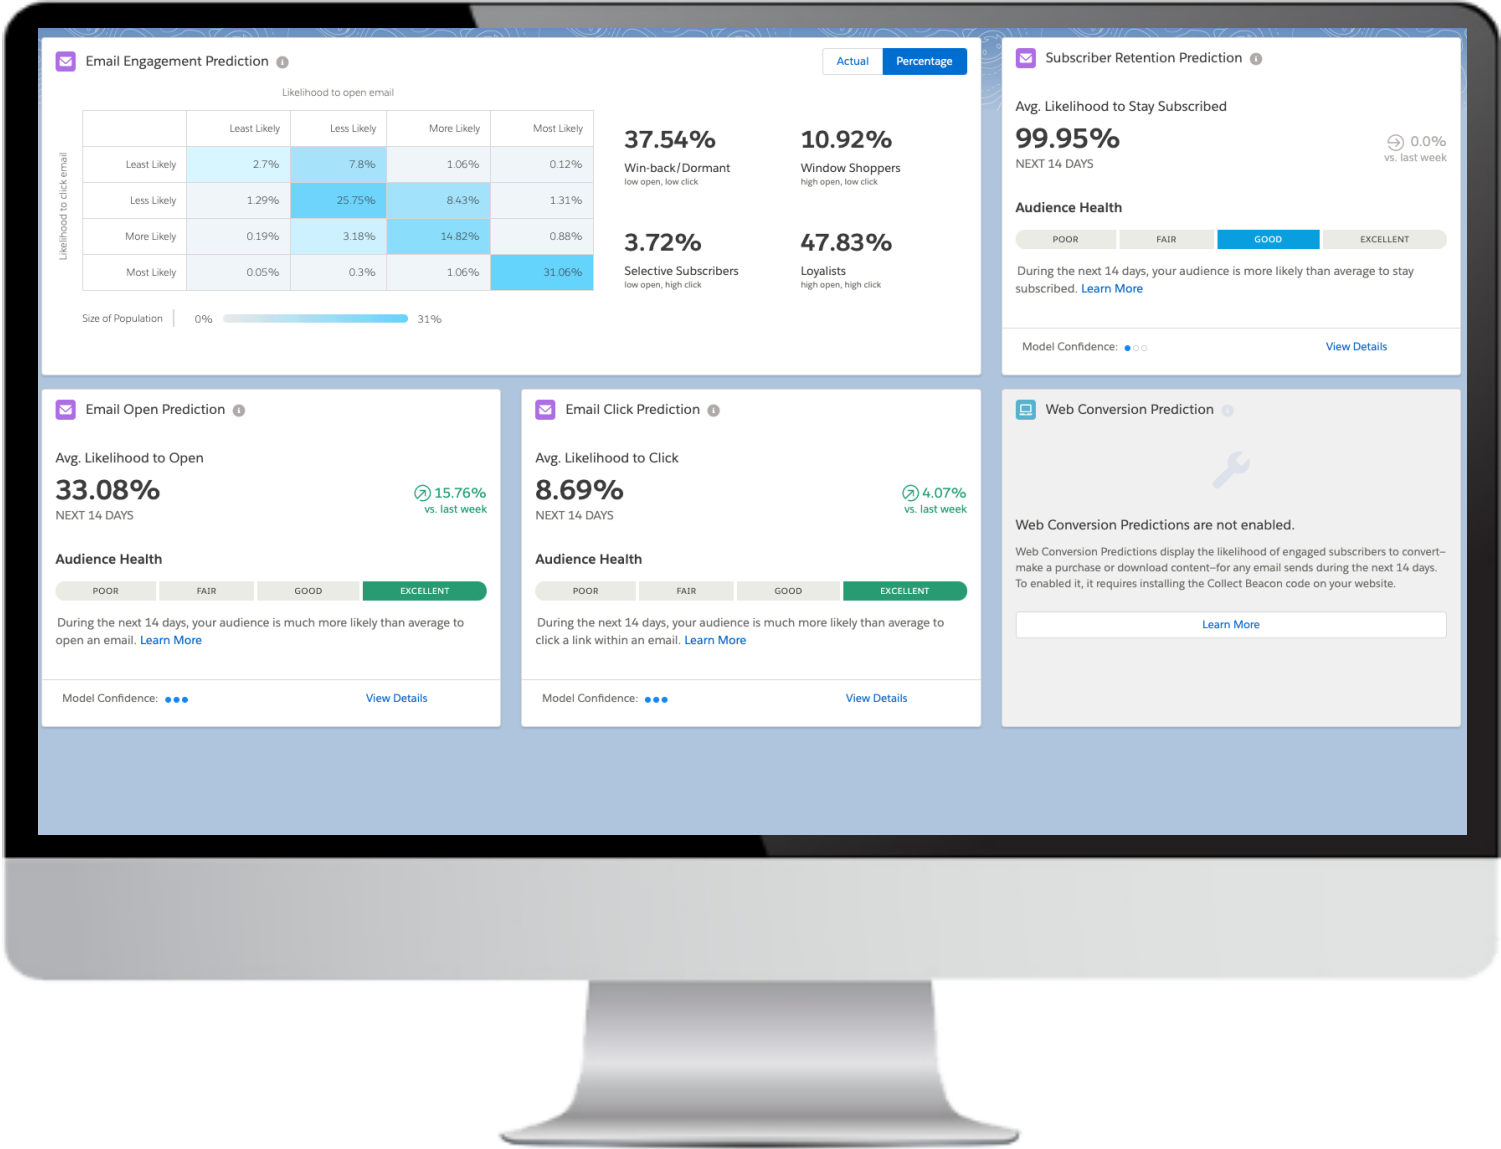 Email Engagement Prediction
Actual Percentage
Likelihood to open email
Likelihood to click email
Least Likely Less Likely More Likely Most Likely
Least Likely 2.7% 7.8% 1.06% 0.12%
Less Likely 1.29% 25.75% 8.43% 1.31%
More Likely 0.19% 3.18% 14.82% 0.88%
Most Likely 0.05% 0.3% 1.06% 31.06%
Size of Population 0% 31%
37.54%
Win-back/Dormant
low open, low click
10.92%
Window Shoppers
high open, low click
3.72%
Selective Subscribers
low open, high click
47.83%
Loyalists
high open, high click
Subscriber Retention Prediction
Avg. Likelihood to Stay Subscribed
99.95%
NEXT 14 DAYS
0.0%
vs. last week
Audience Health
POOR FAIR GOOD EXCELLENT
During the next 14 days, your audience is more likely than average to stay
subscribed. Learn More
Model Confidence: View Details
Email Open Prediction
Avg. Likelihood to Open
33.08%
NEXT 14 DAYS
15.76%
vs. last week
Audience Health
POOR FAIR GOOD EXCELLENT
During the next 14 days, your audience is much more likely than average to
open an email. Learn More
Model Confidence: View Details
Email Click Prediction
Avg. Likelihood to Click
8.69%
NEXT 14 DAYS
4.07%
vs. last week
Audience Health
POOR FAIR GOOD EXCELLENT
During the next 14 days, your audience is much more likely than average to
click a link within an email. Learn More
Model Confidence: View Details
Web Conversion Prediction
Web Conversion Predictions are not enabled.
Web Conversion Predictions display the likelihood of engaged subscribers to convert–
make a purchase or download content–for any email sends during the next 14 days.
To enabled it, it requires installing the Collect Beacon code on your website.
Learn More